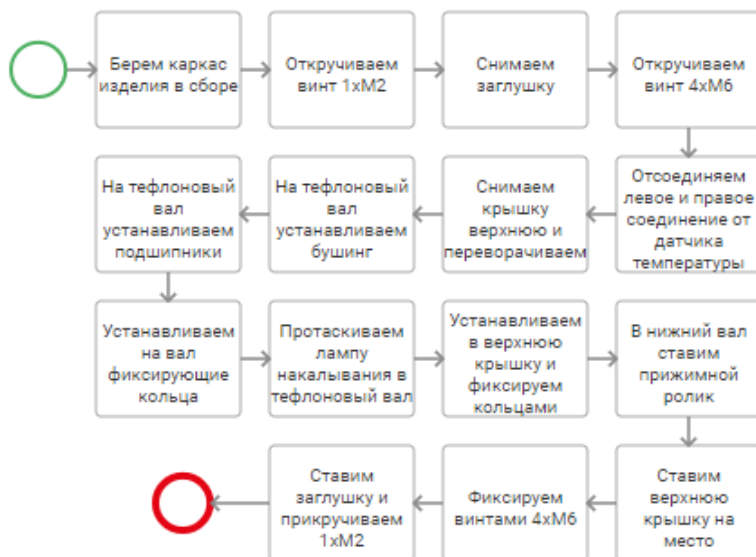 Берем каркас
изделия в сборе
Откручиваем
винт 1хМ2
Снимаем
заглушку
Откручиваем
винт 4хМ6
Отсоединяем
левое и правое
соединение от
датчика
температуры
Снимаем
крышку
верхнюю и
переворачиваем
На тефлоновый
вал
устанавливаем
бушинг
На тефлоновый
вал
устанавливаем
подшипники
Устанавливаем
на вал
фиксирующие
кольца
Протаскиваем
лампу
накалывания в
тефлоновый вал
Устанавливаем
в верхнюю
крышку и
фиксируем
кольцами
В нижний вал
ставим
прижимной
ролик
Ставим
верхнюю
крышку на
место
Фиксируем
винтами 4хМ6
Ставим
заглушку и
прикручиваем
1хМ2